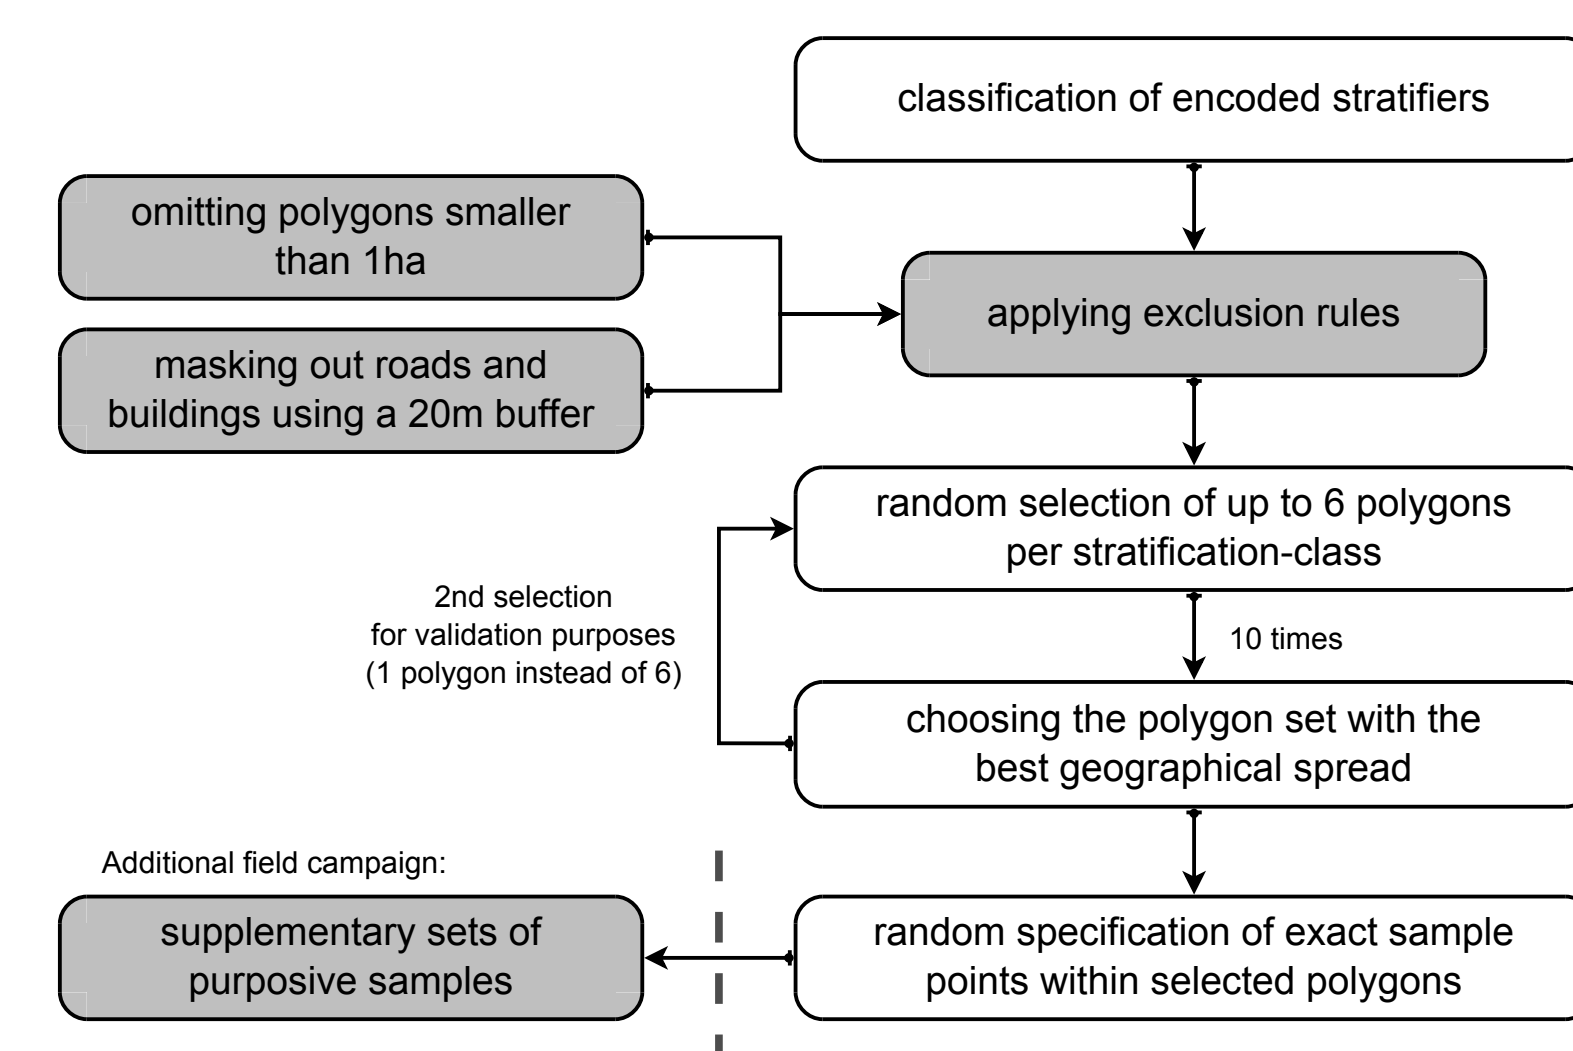 classification of encoded stratifiers
omitting polygons smaller
than 1ha
masking out roads and
buildings using a 20m buffer
applying exclusion rules
random selection of up to 6 polygons
per stratification-class
2nd selection
for validation purposes
(1 polygon instead of 6)
10 times
choosing the polygon set with the
best geographical spread
Additional field campaign:
supplementary sets of
purposive samples
random specification of exact sample
points within selected polygons